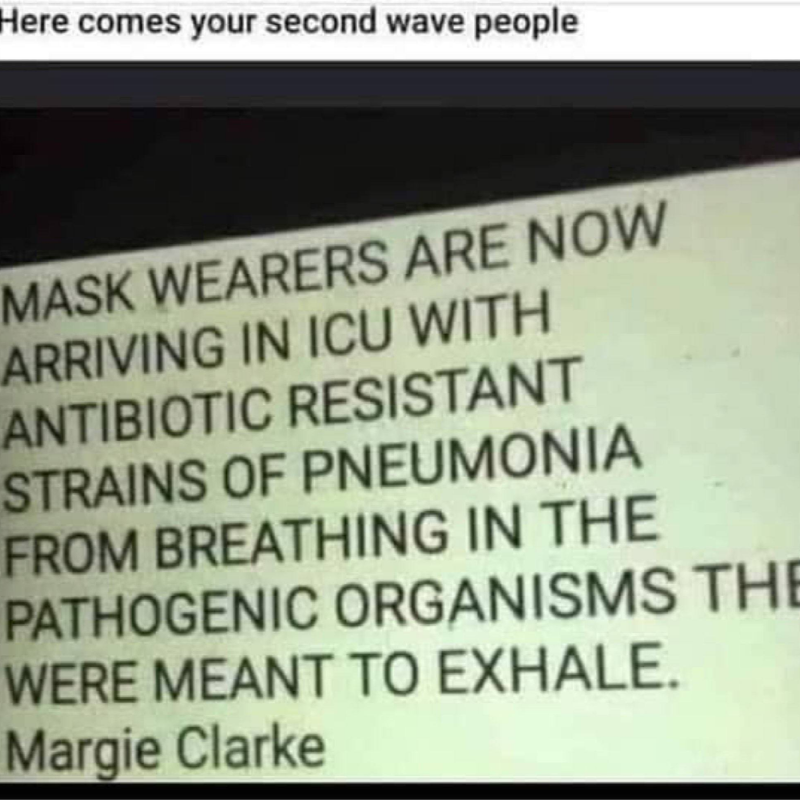 Here comes your second wave people
MASK WEARERS ARE NOW
ARRIVING IN ICU WITH
ANTIBIOTIC RESISTANT
STRAINS OF PNEUMONIA
FROM BREATHING IN THE
PATHOGENIC ORGANISMS THE
WERE MEANT TO EXHALE.
Margie Clarke